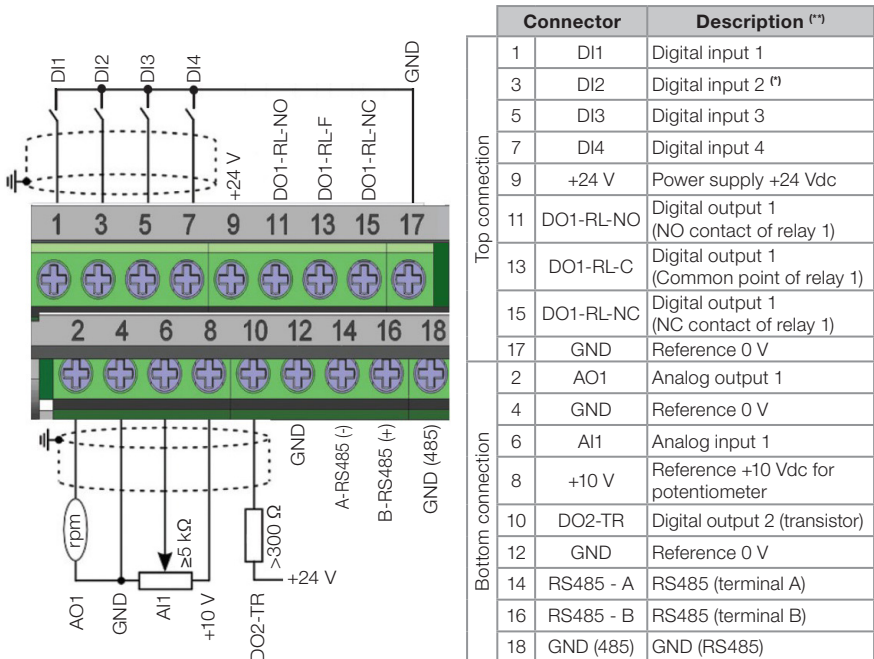 DI1
DI2
DI3
DI4
+24 V
DO1-RL-NO
DO1-RL-F
DO1-RL-NC
GND
1 3 5 7 9 11 13 15 17
2 4 6 8 10 12 14 16 18
rpm
≥5 kΩ
>300 Ω
+24 V
AO1
GND
AI1
+10 V
DO2-TR
GND
A-RS485 (-)
B-RS485 (+)
GND (485)
Connector Description (**)
Top connection
1 DI1 Digital input 1
3 DI2 Digital input 2 (*)
5 DI3 Digital input 3
7 DI4 Digital input 4
9 +24 V Power supply +24 Vdc
11 DO1-RL-NO Digital output 1
(NO contact of relay 1)
13 DO1-RL-C Digital output 1
(Common point of relay 1)
15 DO1-RL-NC Digital output 1
(NC contact of relay 1)
17 GND Reference 0 V
Bottom connection
2 AO1 Analog output 1
4 GND Reference 0 V
6 AI1 Analog input 1
8 +10 V Reference +10 Vdc for
potentiometer
10 DO2-TR Digital output 2 (transistor)
12 GND Reference 0 V
14 RS485 - A RS485 (terminal A)
16 RS485 - B RS485 (terminal B)
18 GND (485) GND (RS485)